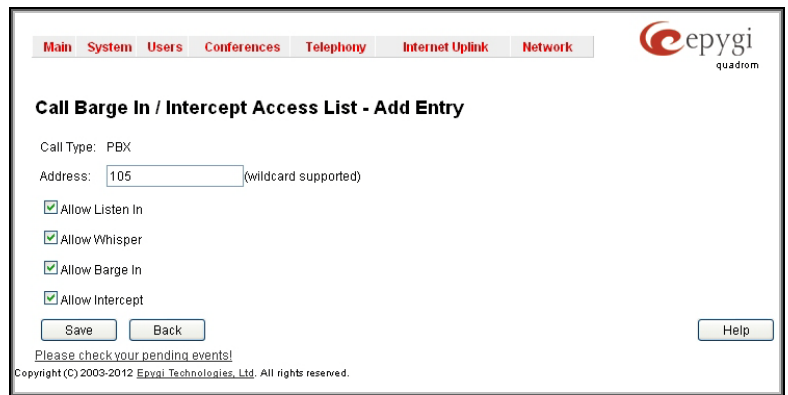 epygi
quadrom
Main System Users Conferences Telephony Internet Uplink Network
Call Barge In / Intercept Access List - Add Entry
Call Type: PBX
Address: 105 (wildcard supported)
Allow Listen In
Allow Whisper
Allow Barge In
Allow Intercept
Save Back Help
Please check your pending events!
Copyright (C) 2003-2012 Epygi Technologies, Ltd. All rights reserved.